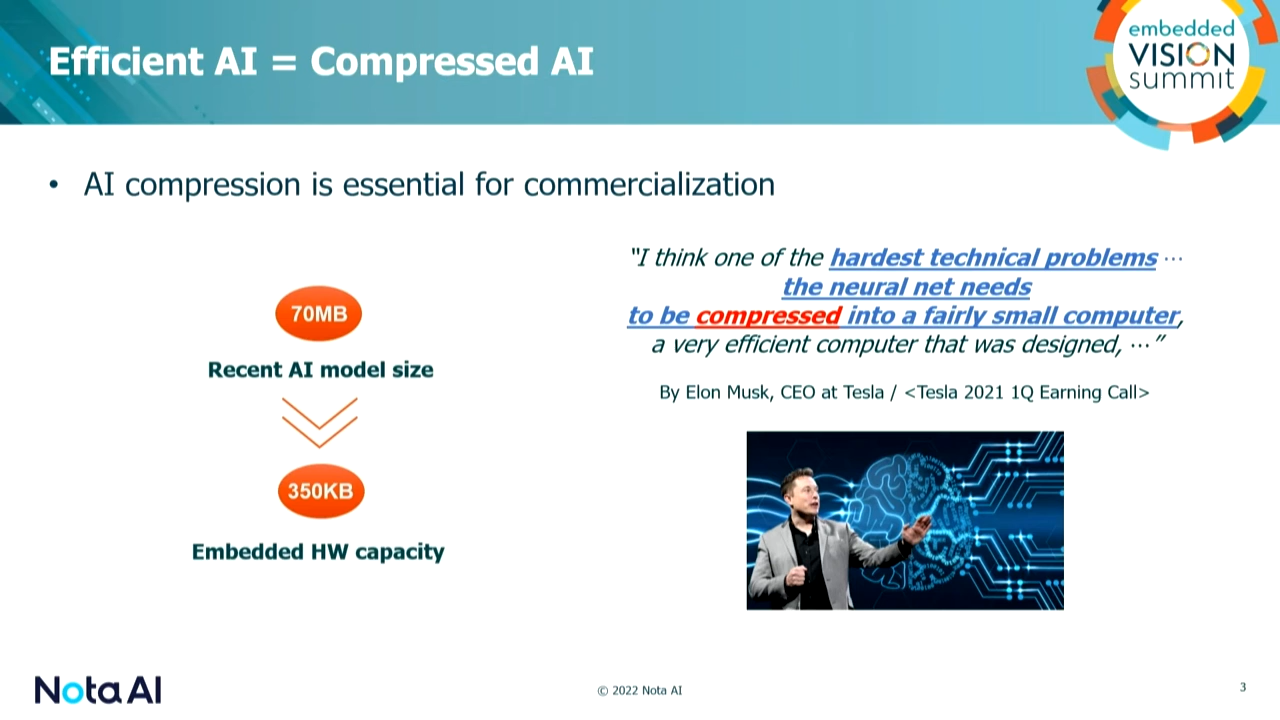 Efficient AI = Compressed AI
embedded
VISION
summit
• AI compression is essential for commercialization
70MB
Recent AI model size
350KB
Embedded HW capacity
“I think one of the hardest technical problems ⋯
the neural net needs
to be compressed into a fairly small computer,
a very efficient computer that was designed, ⋯”
By Elon Musk, CEO at Tesla / <Tesla 2021 1Q Earning Call>
Nota AI
© 2022 Nota AI
3